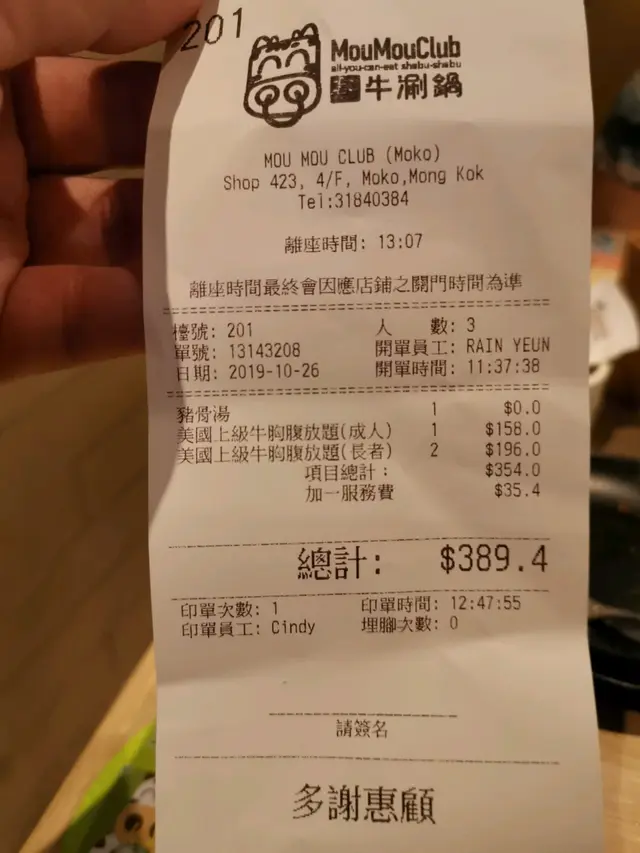 201
MouMouClub
all-you-can-eat shabu-shabu
牛涮鍋
MOU MOU CLUB (Moko)
Shop 423, 4/F, Moko,Mong Kok
Tel:31840384
離座時間: 13:07
離座時間最終會因應店鋪之關門時間為準
檯號: 201 人 數: 3
單號: 13143208 開單員工: RAIN YEUN
日期: 2019-10-26 開單時間: 11:37:38
豬骨湯 1 $0.0
美國上級牛胸腹放題(成人) 1 $158.0
美國上級牛胸腹放題(長者) 2 $196.0
項目總計: $354.0
加一服務費 $35.4
總計: $389.4
印單次數: 1 印單時間: 12:47:55
印單員工: Cindy 埋腳次數: 0
請簽名
多謝惠顧